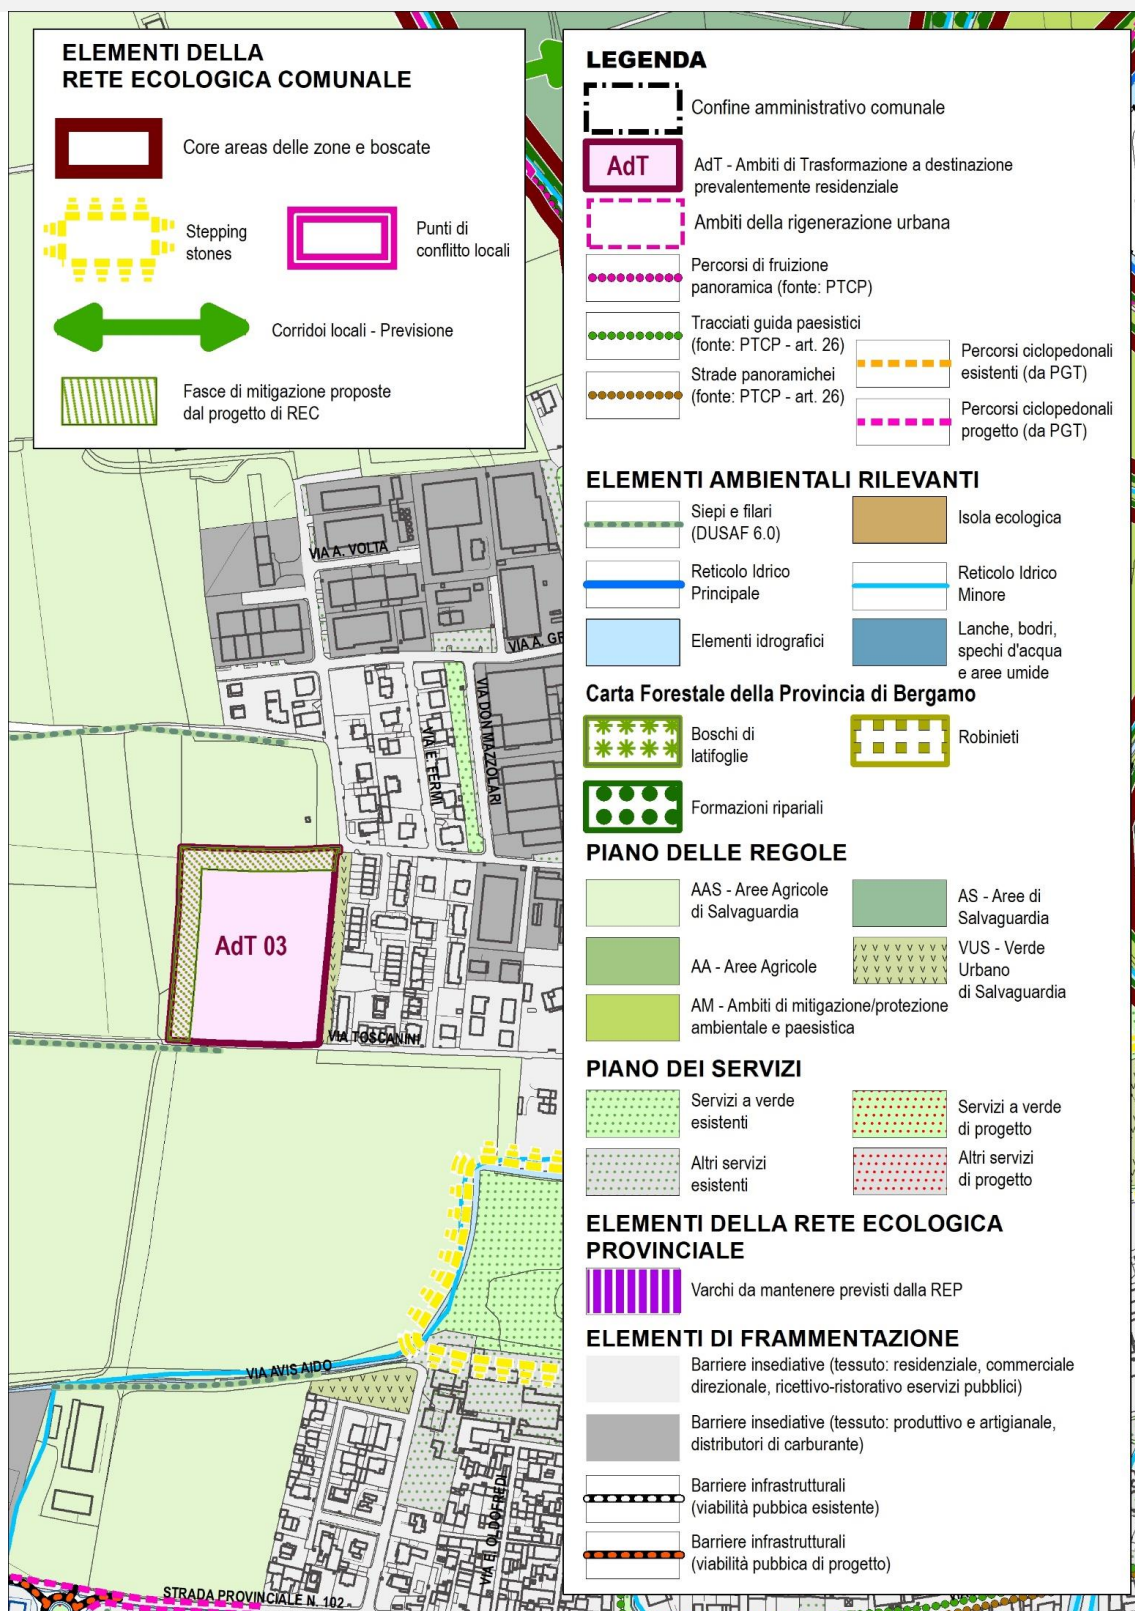 ELEMENTI DELLA
RETE ECOLOGICA COMUNALE
Core areas delle zone e boscate
Stepping
stones
Punti di
conflitto locali
Corridoi locali - Previsione
Fasce di mitigazione proposte
dal progetto di REC
LEGENDA
Confine amministrativo comunale
AdT
AdT - Ambiti di Trasformazione a destinazione
prevalentemente residenziale
Ambiti della rigenerazione urbana
Percorsi di fruizione
panoramica (fonte: PTCP)
Tracciati guida paesistici
(fonte: PTCP - art. 26)
Strade panoramichei
(fonte: PTCP - art. 26)
Percorsi ciclopedonali
esistenti (da PGT)
Percorsi ciclopedonali
progetto (da PGT)
ELEMENTI AMBIENTALI RILEVANTI
Siepi e filari
(DUSAF 6.0)
Isola ecologica
Reticolo Idrico
Principale
Reticolo Idrico
Minore
Elementi idrografici
Lanche, bodri,
spechi d'acqua
e aree umide
Carta Forestale della Provincia di Bergamo
Boschi di
latifoglie
Robinieti
Formazioni ripariali
PIANO DELLE REGOLE
AAS - Aree Agricole
di Salvaguardia
AS - Aree di
Salvaguardia
AA - Aree Agricole
VUS - Verde
Urbano
di Salvaguardia
AM - Ambiti di mitigazione/protezione
ambientale e paesistica
PIANO DEI SERVIZI
Servizi a verde
esistenti
Servizi a verde
di progetto
Altri servizi
esistenti
Altri servizi
di progetto
ELEMENTI DELLA RETE ECOLOGICA
PROVINCIALE
Varchi da mantenere previsti dalla REP
ELEMENTI DI FRAMMENTAZIONE
Barriere insediative (tessuto: residenziale, commerciale
direzionale, ricettivo-ristorativo eservizi pubblici)
Barriere insediative (tessuto: produttivo e artigianale,
distributori di carburante)
Barriere infrastrutturali
(viabilità pubblica esistente)
Barriere infrastrutturali
(viabilità pubblica di progetto)
VIA A. VOLTA
VIA A. GE
VIA DON MAZZOLARI
VIA E. FERMI
AdT 03
VIA TOSCANINI
VIA AVIS AIDO
VIA E. OLDOFREDI
STRADA PROVINCIALE N. 102